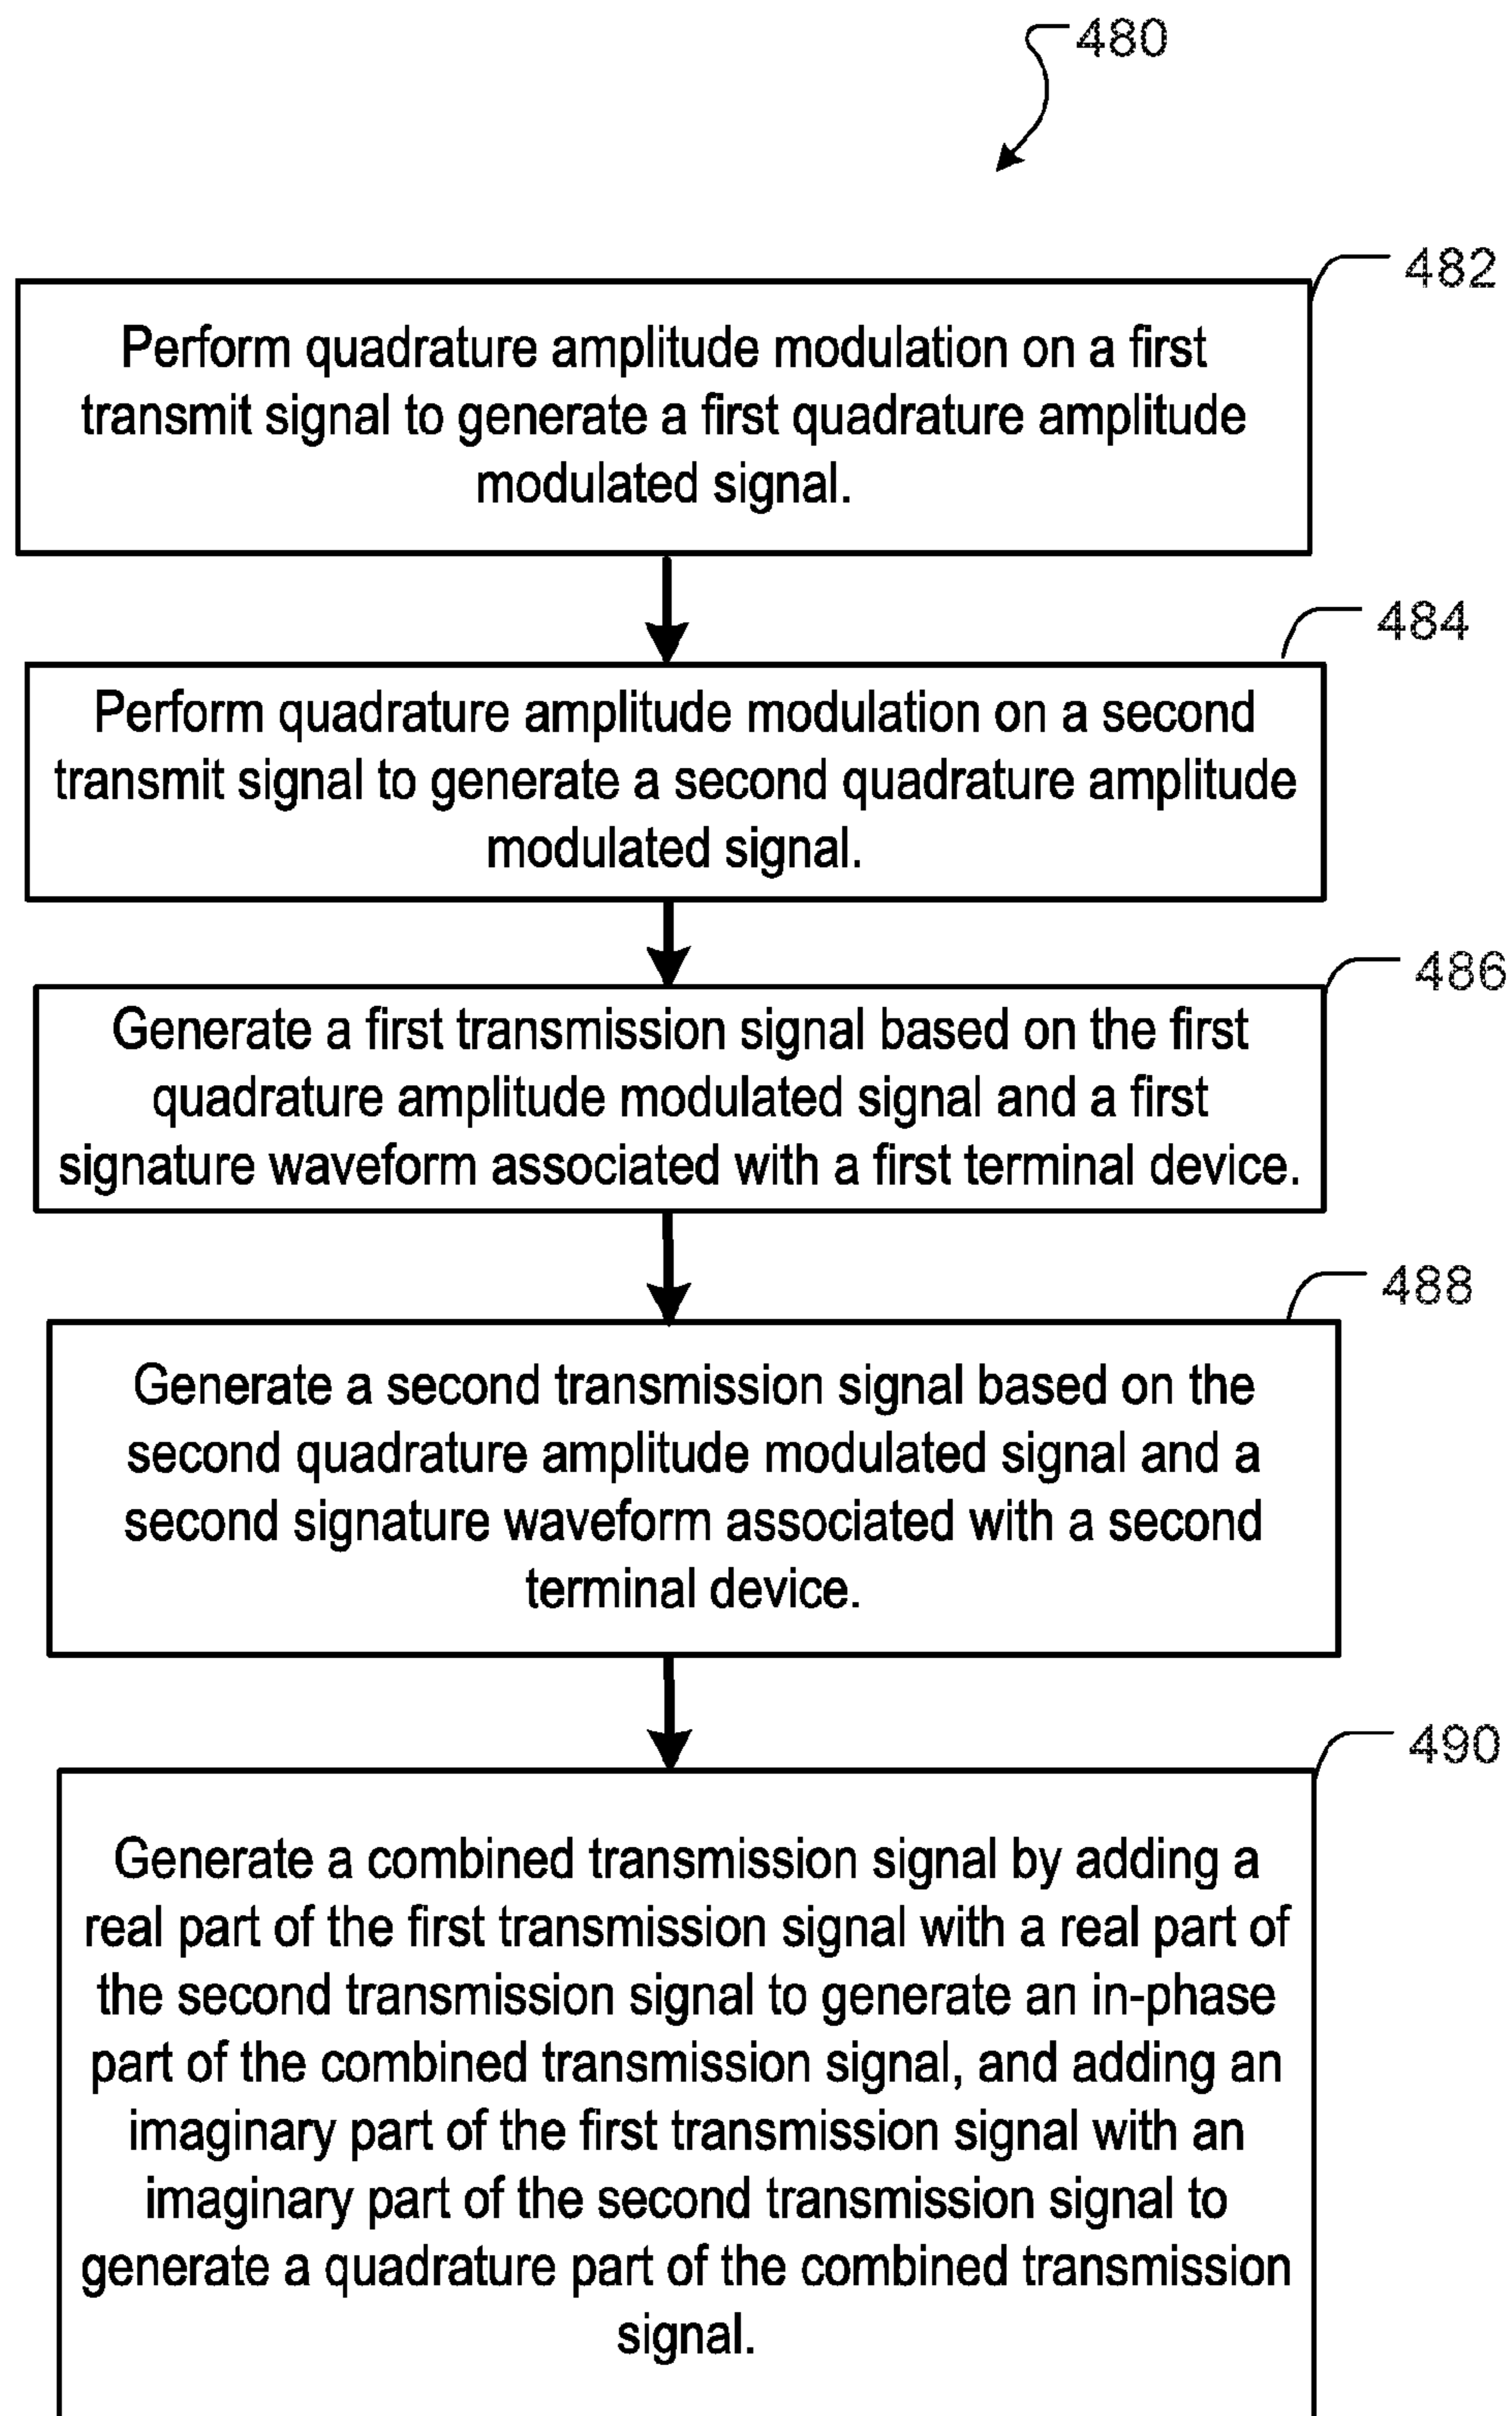 480
482
Perform quadrature amplitude modulation on a first
transmit signal to generate a first quadrature amplitude
modulated signal.
484
Perform quadrature amplitude modulation on a second
transmit signal to generate a second quadrature amplitude
modulated signal.
486
Generate a first transmission signal based on the first
quadrature amplitude modulated signal and a first
signature waveform associated with a first terminal device.
488
Generate a second transmission signal based on the
second quadrature amplitude modulated signal and a
second signature waveform associated with a second
terminal device.
490
Generate a combined transmission signal by adding a
real part of the first transmission signal with a real part of
the second transmission signal to generate an in-phase
part of the combined transmission signal, and adding an
imaginary part of the first transmission signal with an
imaginary part of the second transmission signal to
generate a quadrature part of the combined transmission
signal.